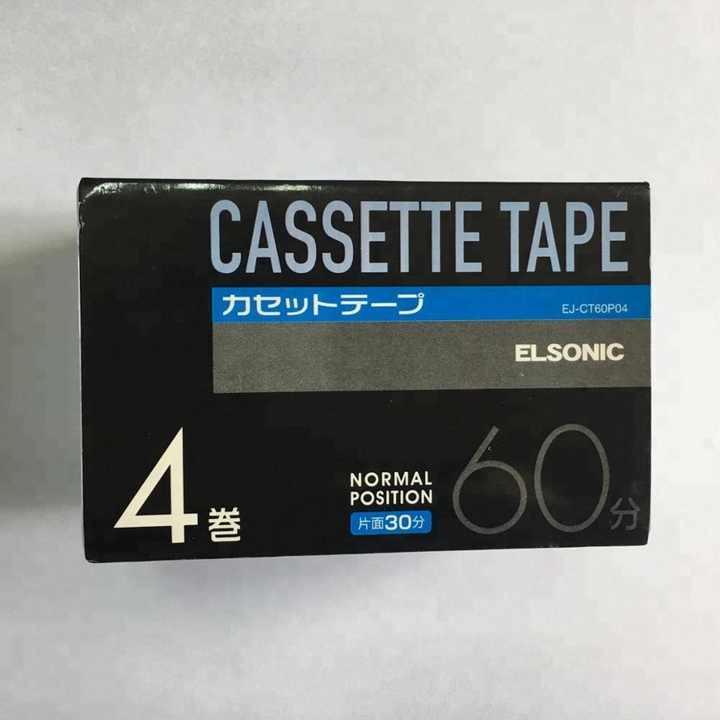 CASSETTE TAPE
カセットテープ EJ-CT60P04
ELSONIC
4巻
NORMAL
POSITION
片面30分
60分